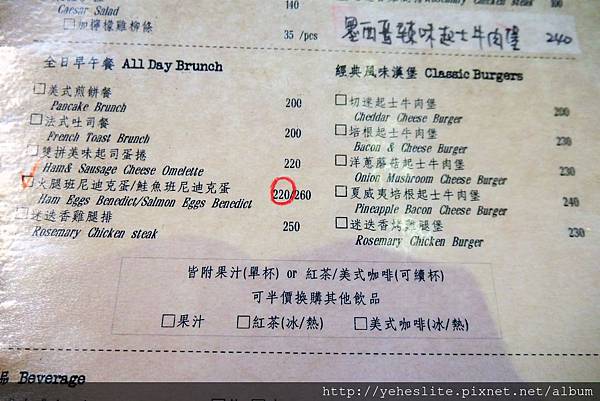 Caesar Salad 140
□加檸檬雞柳條 35 /pcs
墨西哥辣味起士牛肉堡 240
全日早午餐 All Day Brunch
□美式煎餅餐
Pancake Brunch 200
□法式吐司餐
French Toast Brunch 200
□雙拼美味起司蛋捲
Ham& Sausage Cheese Omelette 220
□火腿班尼迪克蛋/鮭魚班尼迪克蛋
Ham Eggs Benedict/Salmon Eggs Benedict 220/260
□迷迭香雞腿排
Rosemary Chicken steak 250
經典風味漢堡 Classic Burgers
□切達起士牛肉堡
Cheddar Cheese Burger 200
□培根起士牛肉堡
Bacon & Cheese Burger 230
□洋蔥蘑菇起士牛肉堡
Onion Mushroom Cheese Burger 230
□夏威夷培根起士牛肉堡
Pineapple Bacon Cheese Burger 240
□迷迭香烤雞腿堡
Rosemary Chicken Burger 230
皆附果汁(單杯) or 紅茶/美式咖啡(可續杯)
可半價換購其他飲品
□果汁 □紅茶(冰/熱) □美式咖啡(冰/熱)
Beverage
http://yeheslite.pixnet.net/album